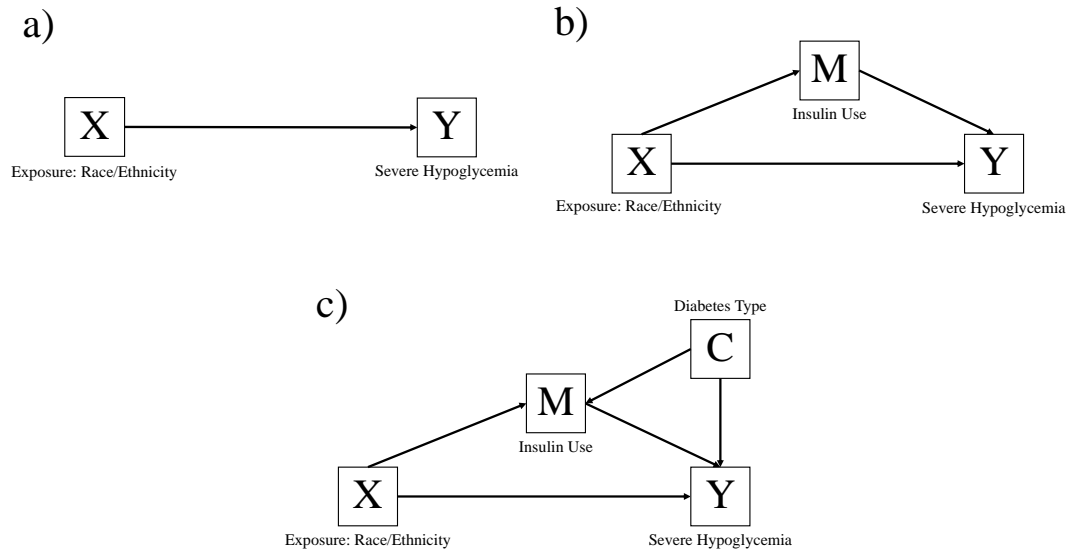 a)
X
Y
Exposure: Race/Ethnicity
Severe Hypoglycemia
b)
M
Insulin Use
X
Y
Exposure: Race/Ethnicity
Severe Hypoglycemia
c)
Diabetes Type
C
M
Insulin Use
X
Y
Exposure: Race/Ethnicity
Severe Hypoglycemia